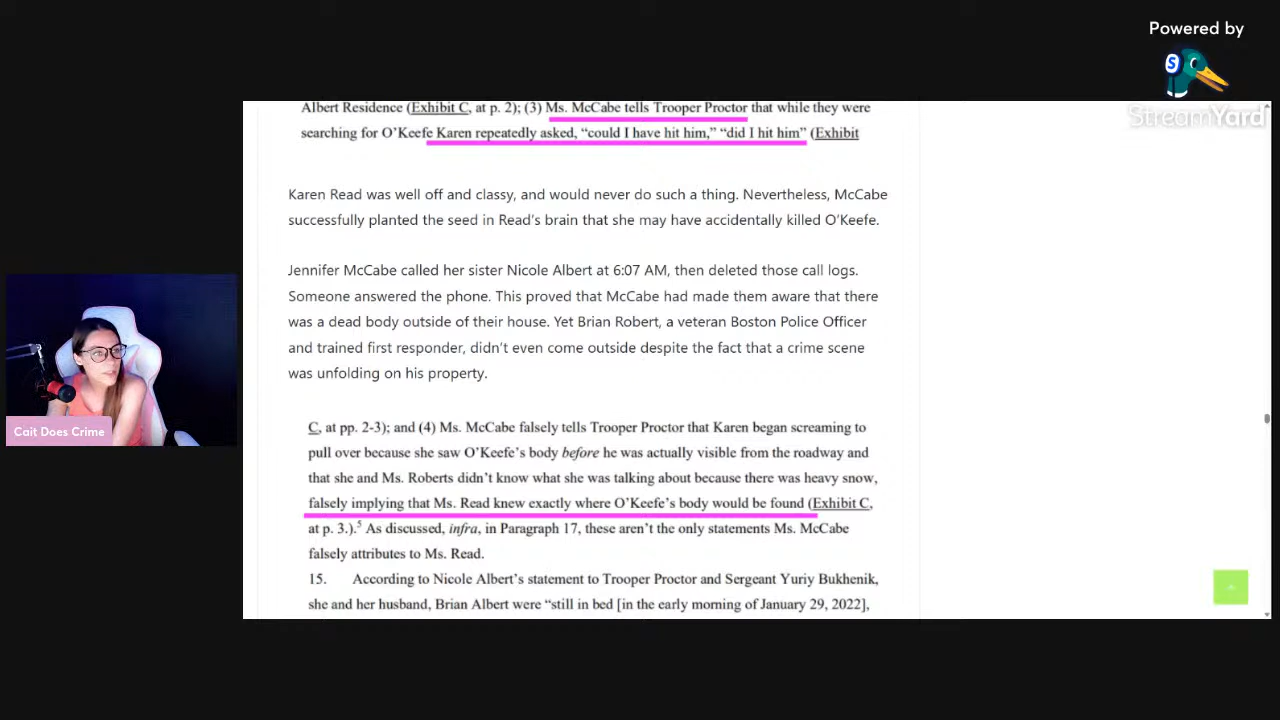 Powered by
StreamYard
Albert Residence (Exhibit C, at p. 2); (3) Ms. McCabe tells Trooper Proctor that while they were
searching for O'Keefe Karen repeatedly asked, “could I have hit him,” “did I hit him” (Exhibit
Karen Read was well off and classy, and would never do such a thing. Nevertheless, McCabe
successfully planted the seed in Read's brain that she may have accidentally killed O'Keefe.
Jennifer McCabe called her sister Nicole Albert at 6:07 AM, then deleted those call logs.
Someone answered the phone. This proved that McCabe had made them aware that there
was a dead body outside of their house. Yet Brian Robert, a veteran Boston Police Officer
and trained first responder, didn't even come outside despite the fact that a crime scene
was unfolding on his property.
C, at pp. 2-3); and (4) Ms. McCabe falsely tells Trooper Proctor that Karen began screaming to
pull over because she saw O'Keefe's body before he was actually visible from the roadway and
that she and Ms. Roberts didn't know what she was talking about because there was heavy snow,
falsely implying that Ms. Read knew exactly where O'Keefe's body would be found (Exhibit C,
at p. 3.).5 As discussed, infra, in Paragraph 17, these aren't the only statements Ms. McCabe
falsely attributes to Ms. Read.
15. According to Nicole Albert's statement to Trooper Proctor and Sergeant Yuriy Bukhenik,
she and her husband, Brian Albert were “still in bed [in the early morning of January 29, 2022],
Cait Does Crime